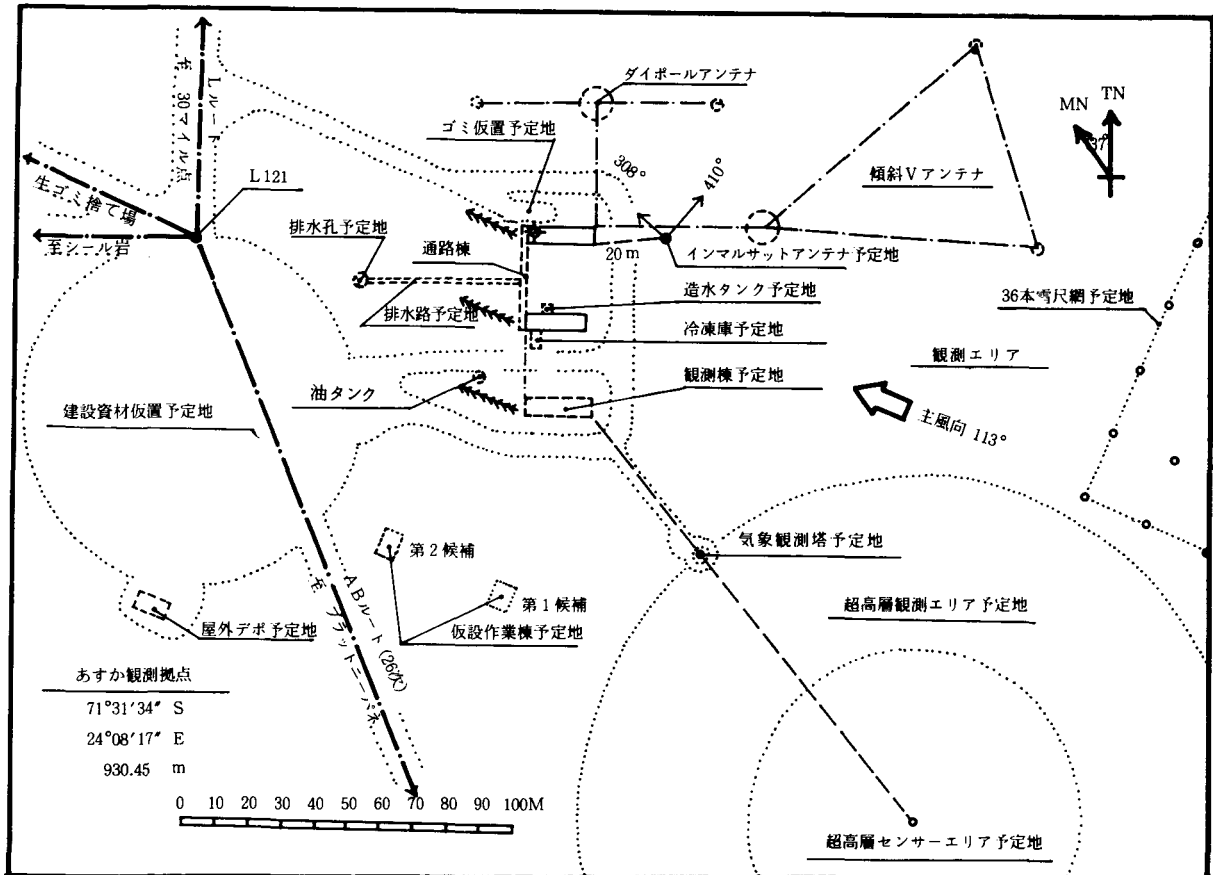 ダイポールアンテナ
ゴミ仮置予定地
MN
TN
37°
Lルート
至 30マイル点
L121
生ゴミ捨て場
至シール岩
排水孔予定地
通路棟
308°
410°
傾斜Vアンテナ
20m
インマルサットアンテナ予定地
造水タンク予定地
36本雪尺網予定地
排水路予定地
冷凍庫予定地
観測エリア
油タンク
観測棟予定地
建設資材仮置予定地
主風向 113°
第2候補
気象観測塔予定地
第1候補
超高層観測エリア予定地
屋外デポ予定地
仮設作業棟予定地
ABルート(26次)
至 ブラットニーパネ
あすか観測拠点
71°31′34″ S
24°08′17″ E
930.45 m
0 10 20 30 40 50 60 70 80 90 100M
超高層センサーエリア予定地